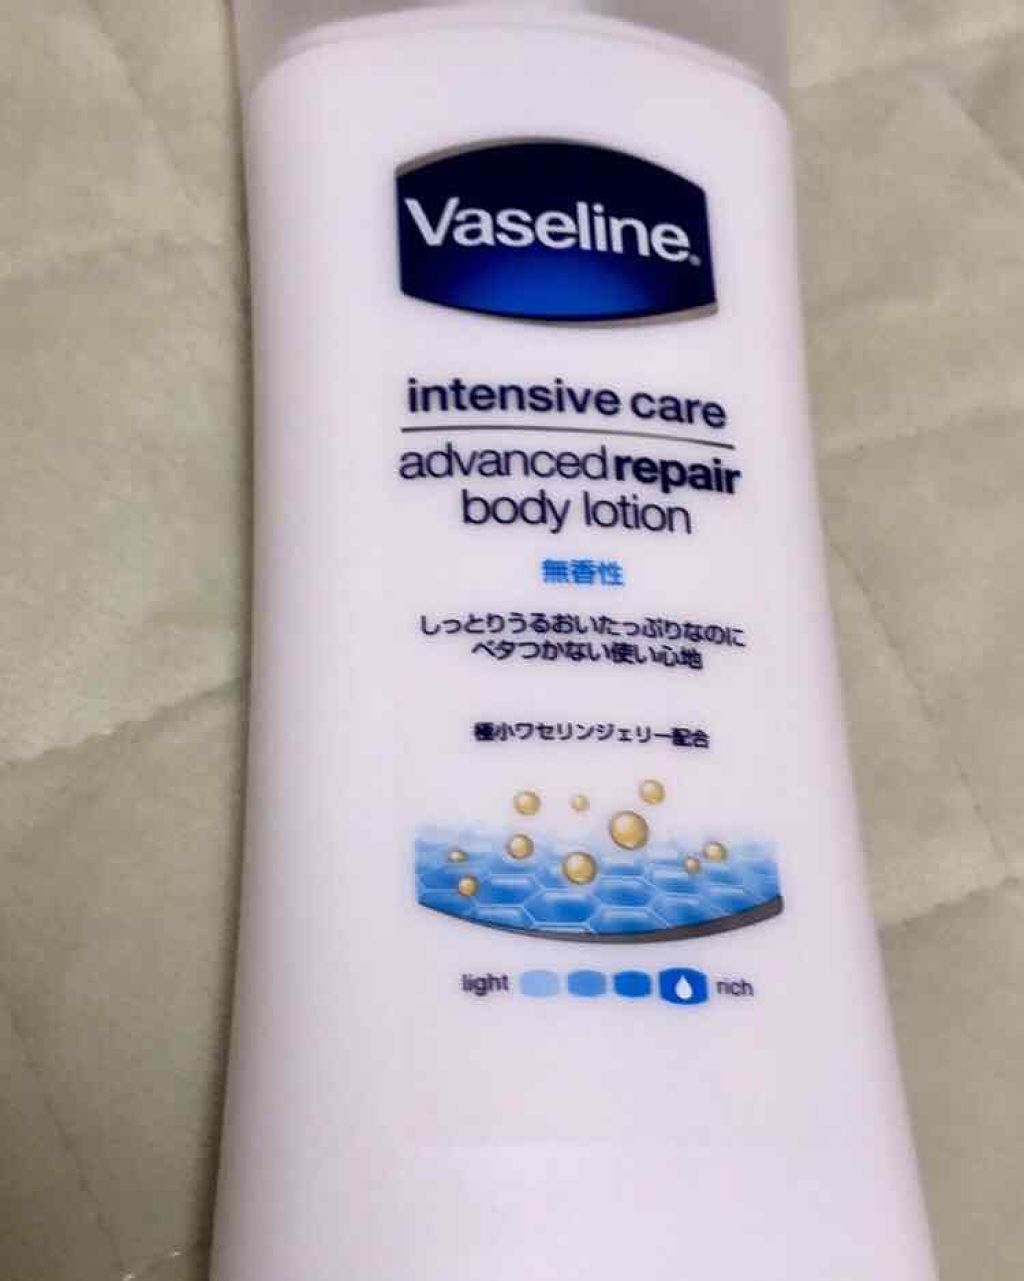 Vaseline®
intensive care
advanced repair
body lotion
無香性
しっとりうるおいたっぷりなのに
ベタつかない使い心地
極小ワセリンジェリー配合
light rich